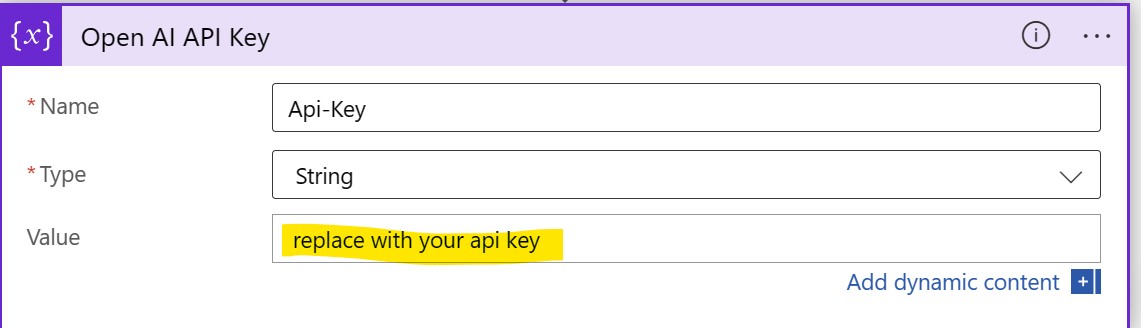 {x} Open AI API Key
* Name Api-Key
* Type String
Value replace with your api key
Add dynamic content